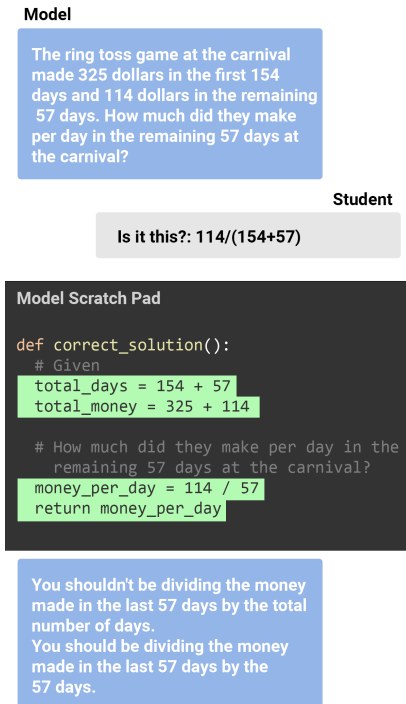 Model
The ring toss game at the carnival
made 325 dollars in the first 154
days and 114 dollars in the remaining
57 days. How much did they make
per day in the remaining 57 days at
the carnival?
Student
Is it this?: 114/(154+57)
Model Scratch Pad
def correct_solution():
# Given
total_days = 154 + 57
total_money = 325 + 114
# How much did they make per day in the
remaining 57 days at the carnival?
money_per_day = 114 / 57
return money_per_day
You shouldn't be dividing the money
made in the last 57 days by the total
number of days.
You should be dividing the money
made in the last 57 days by the
57 days.